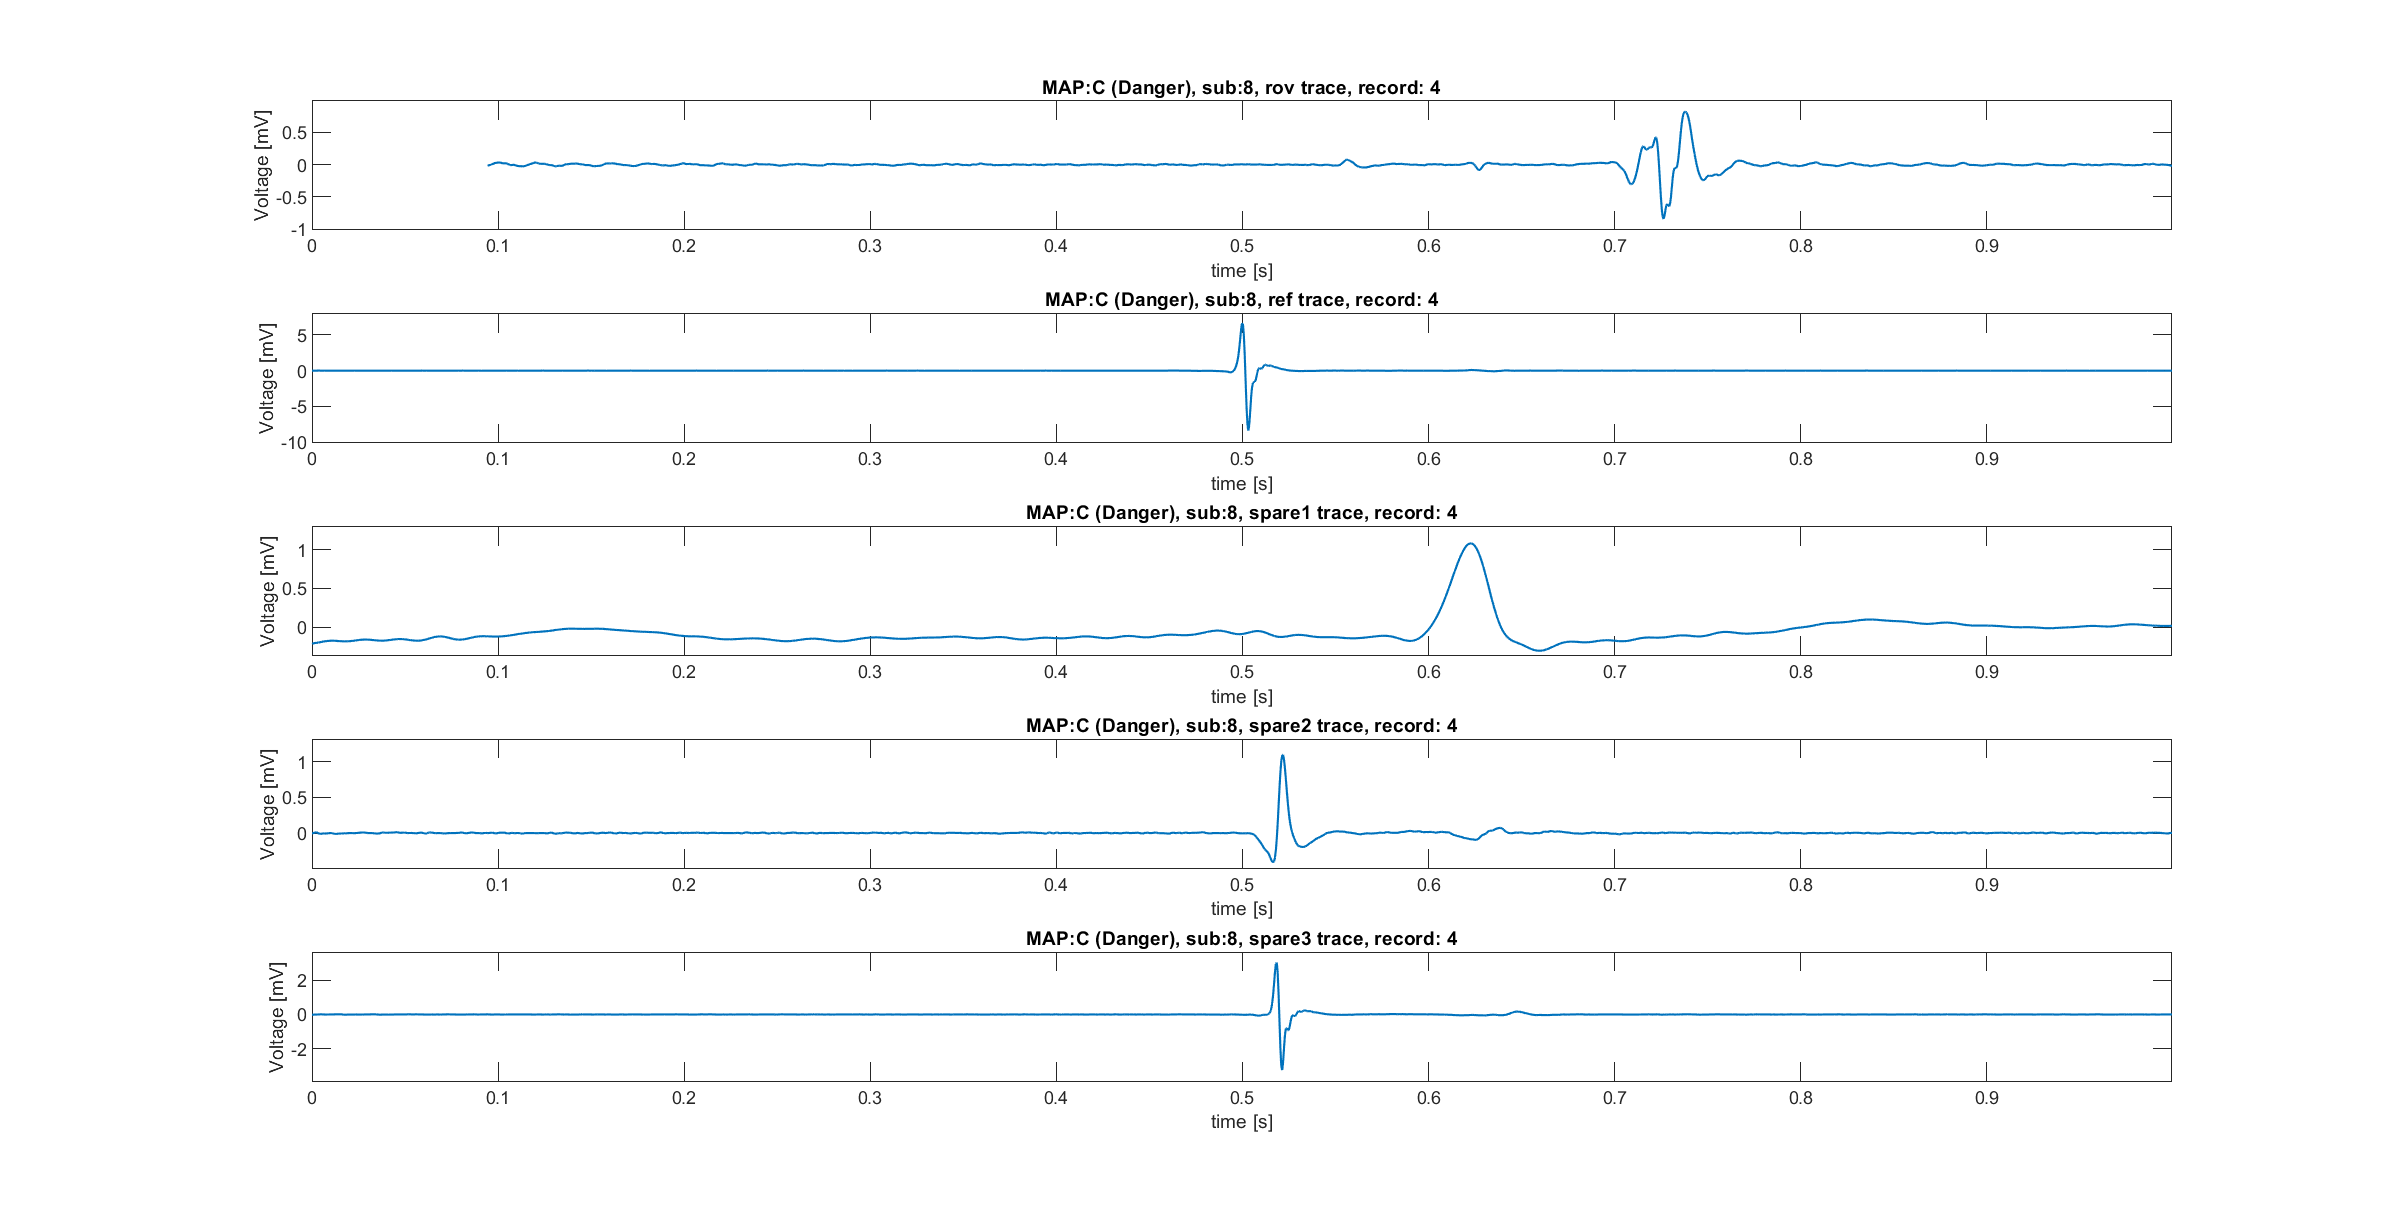 MAP:C (Danger), sub:8, rov trace, record: 4
Voltage [mV]
0.5
0
-0.5
-1
0 0.1 0.2 0.3 0.4 0.5 0.6 0.7 0.8 0.9
time [s]
MAP:C (Danger), sub:8, ref trace, record: 4
Voltage [mV]
5
0
-5
-10
0 0.1 0.2 0.3 0.4 0.5 0.6 0.7 0.8 0.9
time [s]
MAP:C (Danger), sub:8, spare1 trace, record: 4
Voltage [mV]
1
0.5
0
0 0.1 0.2 0.3 0.4 0.5 0.6 0.7 0.8 0.9
time [s]
MAP:C (Danger), sub:8, spare2 trace, record: 4
Voltage [mV]
1
0.5
0
0 0.1 0.2 0.3 0.4 0.5 0.6 0.7 0.8 0.9
time [s]
MAP:C (Danger), sub:8, spare3 trace, record: 4
Voltage [mV]
2
0
-2
0 0.1 0.2 0.3 0.4 0.5 0.6 0.7 0.8 0.9
time [s]